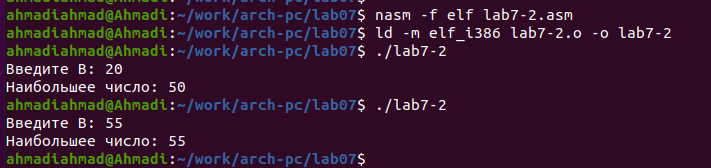 ahmadiahmad@Ahmadi:~/work/arch-pc/lab07$ nasm -f elf lab7-2.asm
ahmadiahmad@Ahmadi:~/work/arch-pc/lab07$ ld -m elf_i386 lab7-2.o -o lab7-2
ahmadiahmad@Ahmadi:~/work/arch-pc/lab07$ ./lab7-2
Введите B: 20
Наибольшее число: 50
ahmadiahmad@Ahmadi:~/work/arch-pc/lab07$ ./lab7-2
Введите B: 55
Наибольшее число: 55
ahmadiahmad@Ahmadi:~/work/arch-pc/lab07$